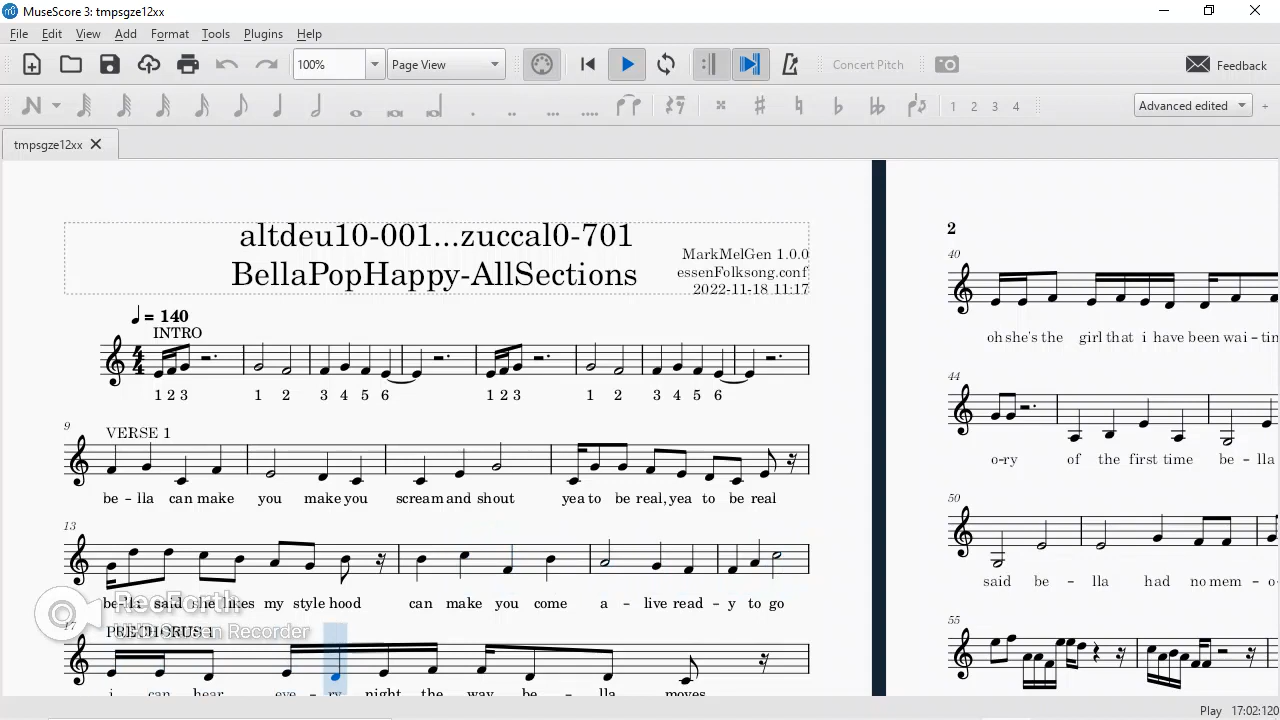 MuseScore 3: tmpsgze12xx
File Edit View Add Format Tools Plugins Help
100% Page View Concert Pitch Feedback
1 2 3 4 Advanced edited +
tmpsgze12xx
altdeu10-001...zuccal0-701
BellaPopHappy-AllSections
MarkMelGen 1.0.0
essenFolksong.conf
2022-11-18 11:17
= 140
INTRO
1 2 3 1 2 3 4 5 6 1 2 3 1 2 3 4 5 6
9
VERSE 1
be - lla can make you make you scream and shout yea to be real, yea to be real
13
be - lla said she likes my style hood can make you come a - live read - y to go
17
PRECHORUS 1
i can hear eve - ry night the way be - lla moves
RecForth
HXD Screen Recorder
2
40
oh she's the girl that i have been wai - tin
44
o-ry of the first time be - lla
50
said be - lla had no mem - o
55
Play 17:02:120